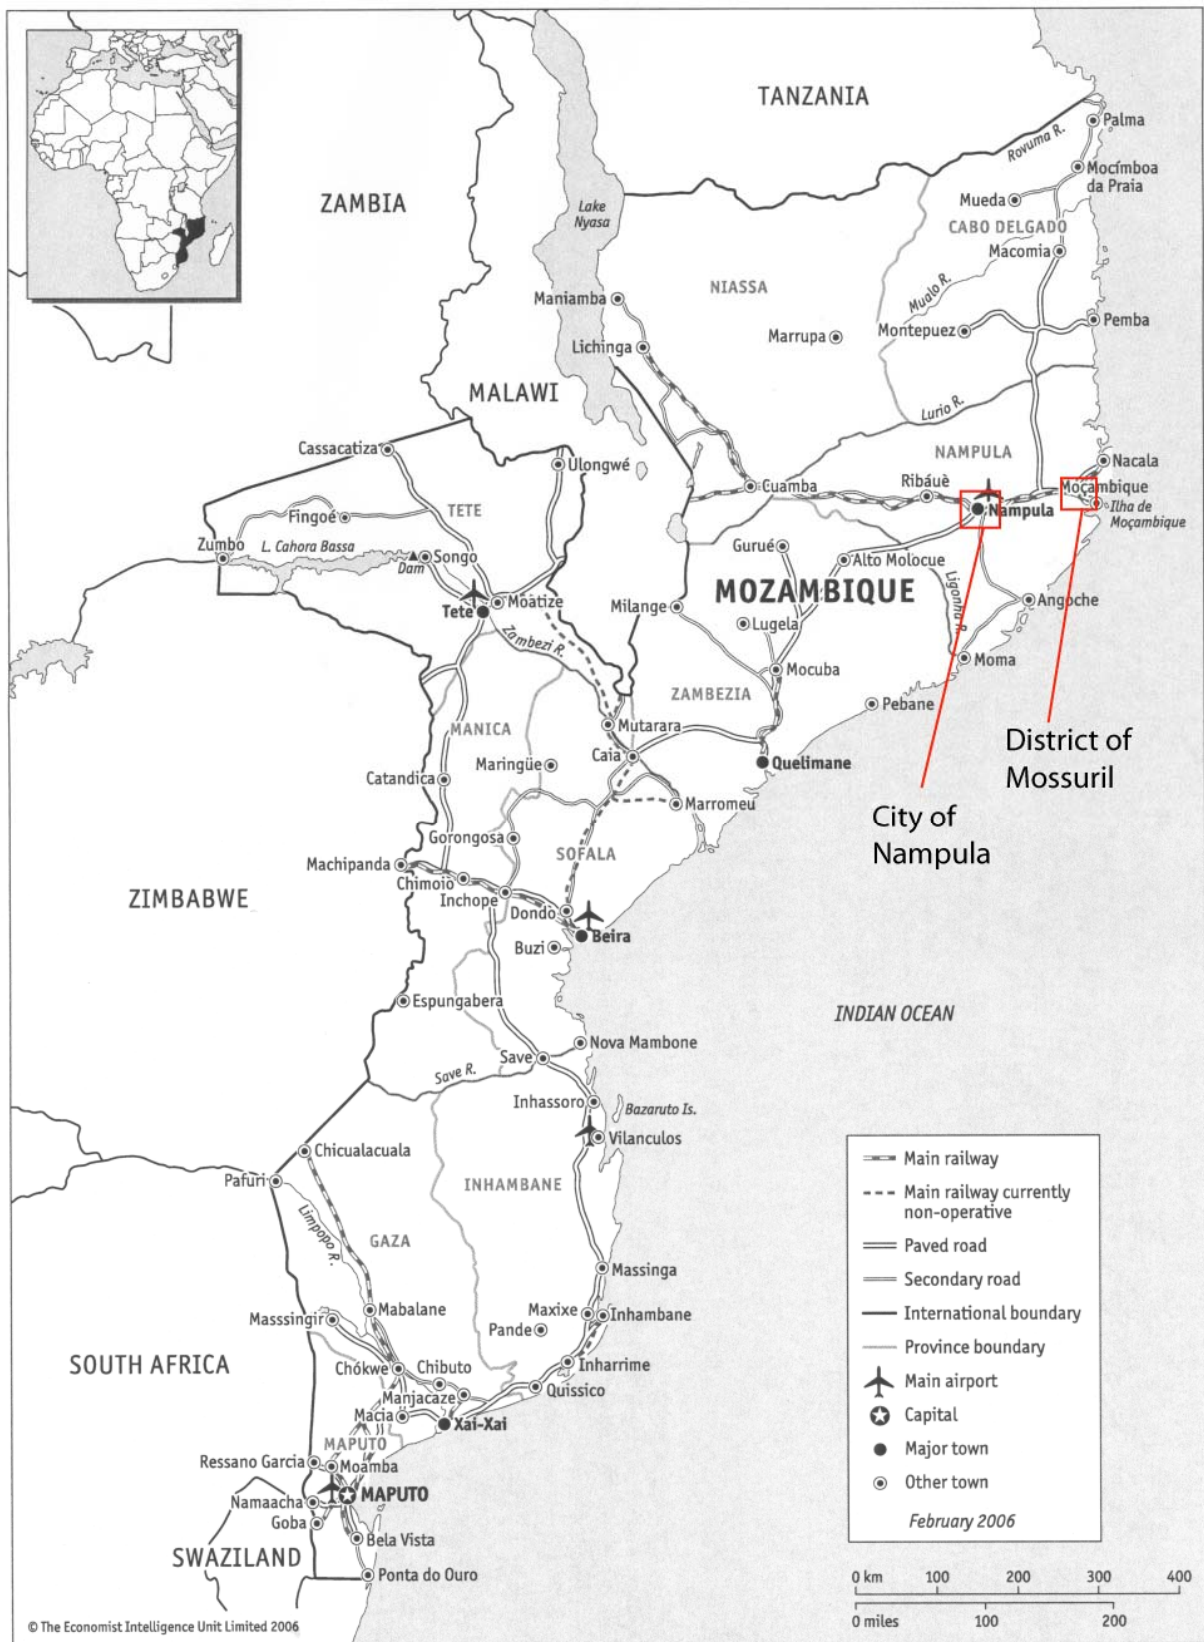 TANZANIA
Palma
Rovuma R.
Mocímboa
da Praia
ZAMBIA
Lake
Nyasa
Mueda
CABO DELGADO
Macomia
NIASSA
Mualo R.
Maniamba
Marrupa
Montepuez
Pemba
Lichinga
MALAWI
Lurio R.
Cassacatiza
NAMPULA
Nacala
Ulongwé
Cuamba
Ribáuè
Moçambique
Ilha de
Moçambique
TETE
Fingoé
Nampula
Zumbo
L. Cahora Bassa
Songo
Dam
Gurué
Alto Molocue
MOZAMBIQUE
Ligonha R.
Angoche
Tete
Moatize
Milange
Lugela
Zambezi R.
Moma
Mocuba
ZAMBEZIA
Pebane
MANICA
Mutarara
District of
Mossuril
Maringüe
Caia
Quelimane
Catandica
Marromeu
City of
Nampula
Gorongosa
SOFALA
Machipanda
Chimoio
Inchope
ZIMBABWE
Dondo
Beira
Buzi
Espungabera
INDIAN OCEAN
Nova Mambone
Save
Save R.
Inhassoro
Bazaruto Is.
Vilanculos
Chicualacuala
Pafuri
INHAMBANE
Limpopo R.
GAZA
Massinga
Mabalane
Masssingir
Maxixe
Inhambane
Pande
SOUTH AFRICA
Chókwe
Chibuto
Inharrime
Manjacaze
Quissico
Macia
Xai-Xai
MAPUTO
Ressano Garcia
Moamba
MAPUTO
Namaacha
Goba
Bela Vista
SWAZILAND
Ponta do Ouro
Main railway
Main railway currently
non-operative
Paved road
Secondary road
International boundary
Province boundary
Main airport
Capital
Major town
Other town
February 2006
0 km 100 200 300 400
0 miles 100 200
© The Economist Intelligence Unit Limited 2006